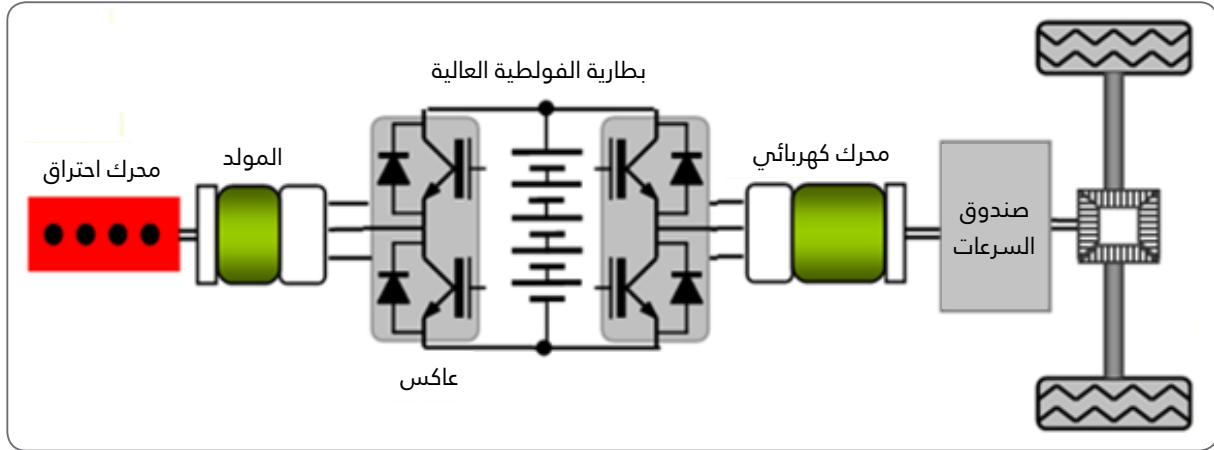 بطارية الفولطية العالية
محرك احتراق
المولد
محرك كهربائي
صندوق
السرعات
عاكس